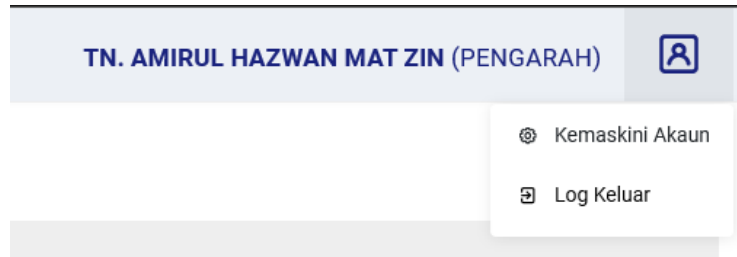 TN. AMIRUL HAZWAN MAT ZIN (PENGARAH)
Kemaskini Akaun
Log Keluar